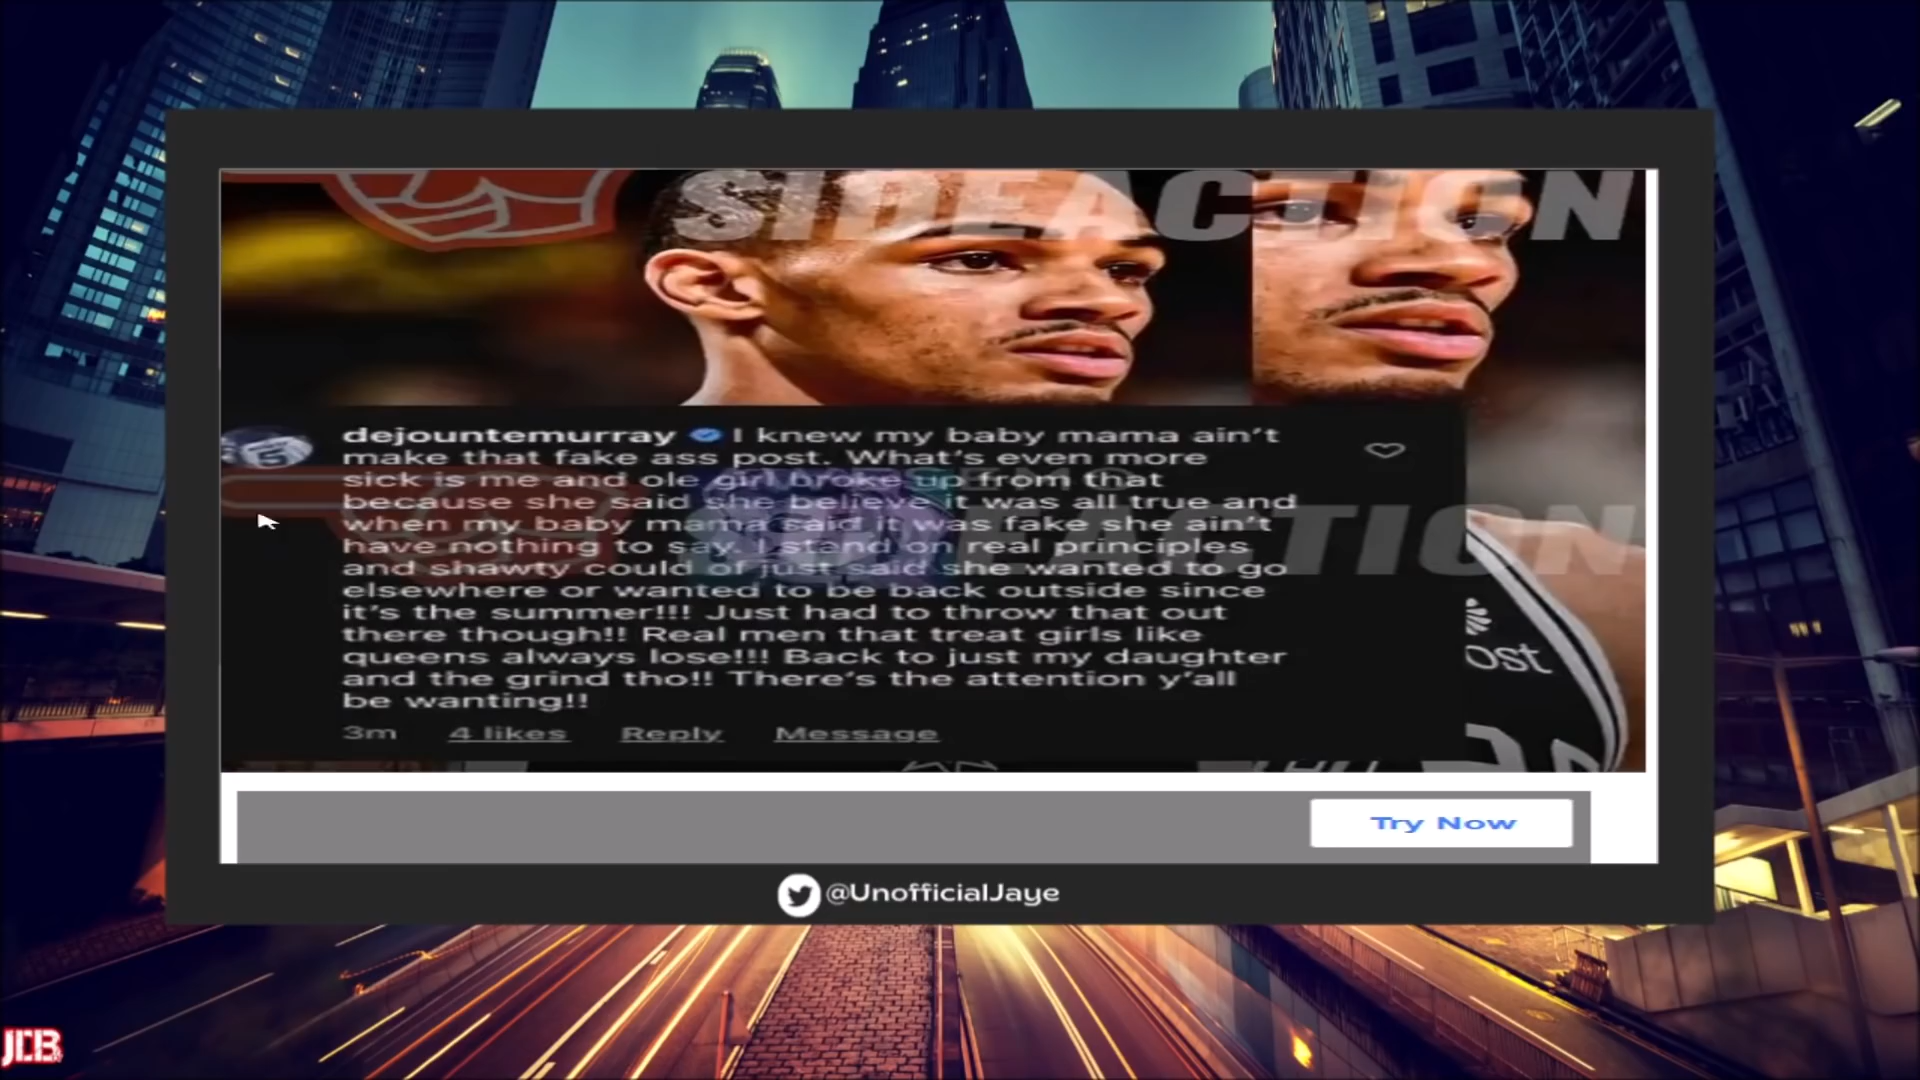 SIDEACTION
dejountemurray I knew my baby mama ain't
make that fake ass post. What's even more
sick is me and ole girl broke up from that
because she said she believe it was all true and
when my baby mama said it was fake she ain't
have nothing to say. I stand on real principles
and shawty could of just said she wanted to go
elsewhere or wanted to be back outside since
it's the summer!!! Just had to throw that out
there though!! Real men that treat girls like
queens always lose!!! Back to just my daughter
and the grind tho!! There's the attention y'all
be wanting!!
3m 4 likes Reply Message
ost
Try Now
@UnofficialJaye
JCB